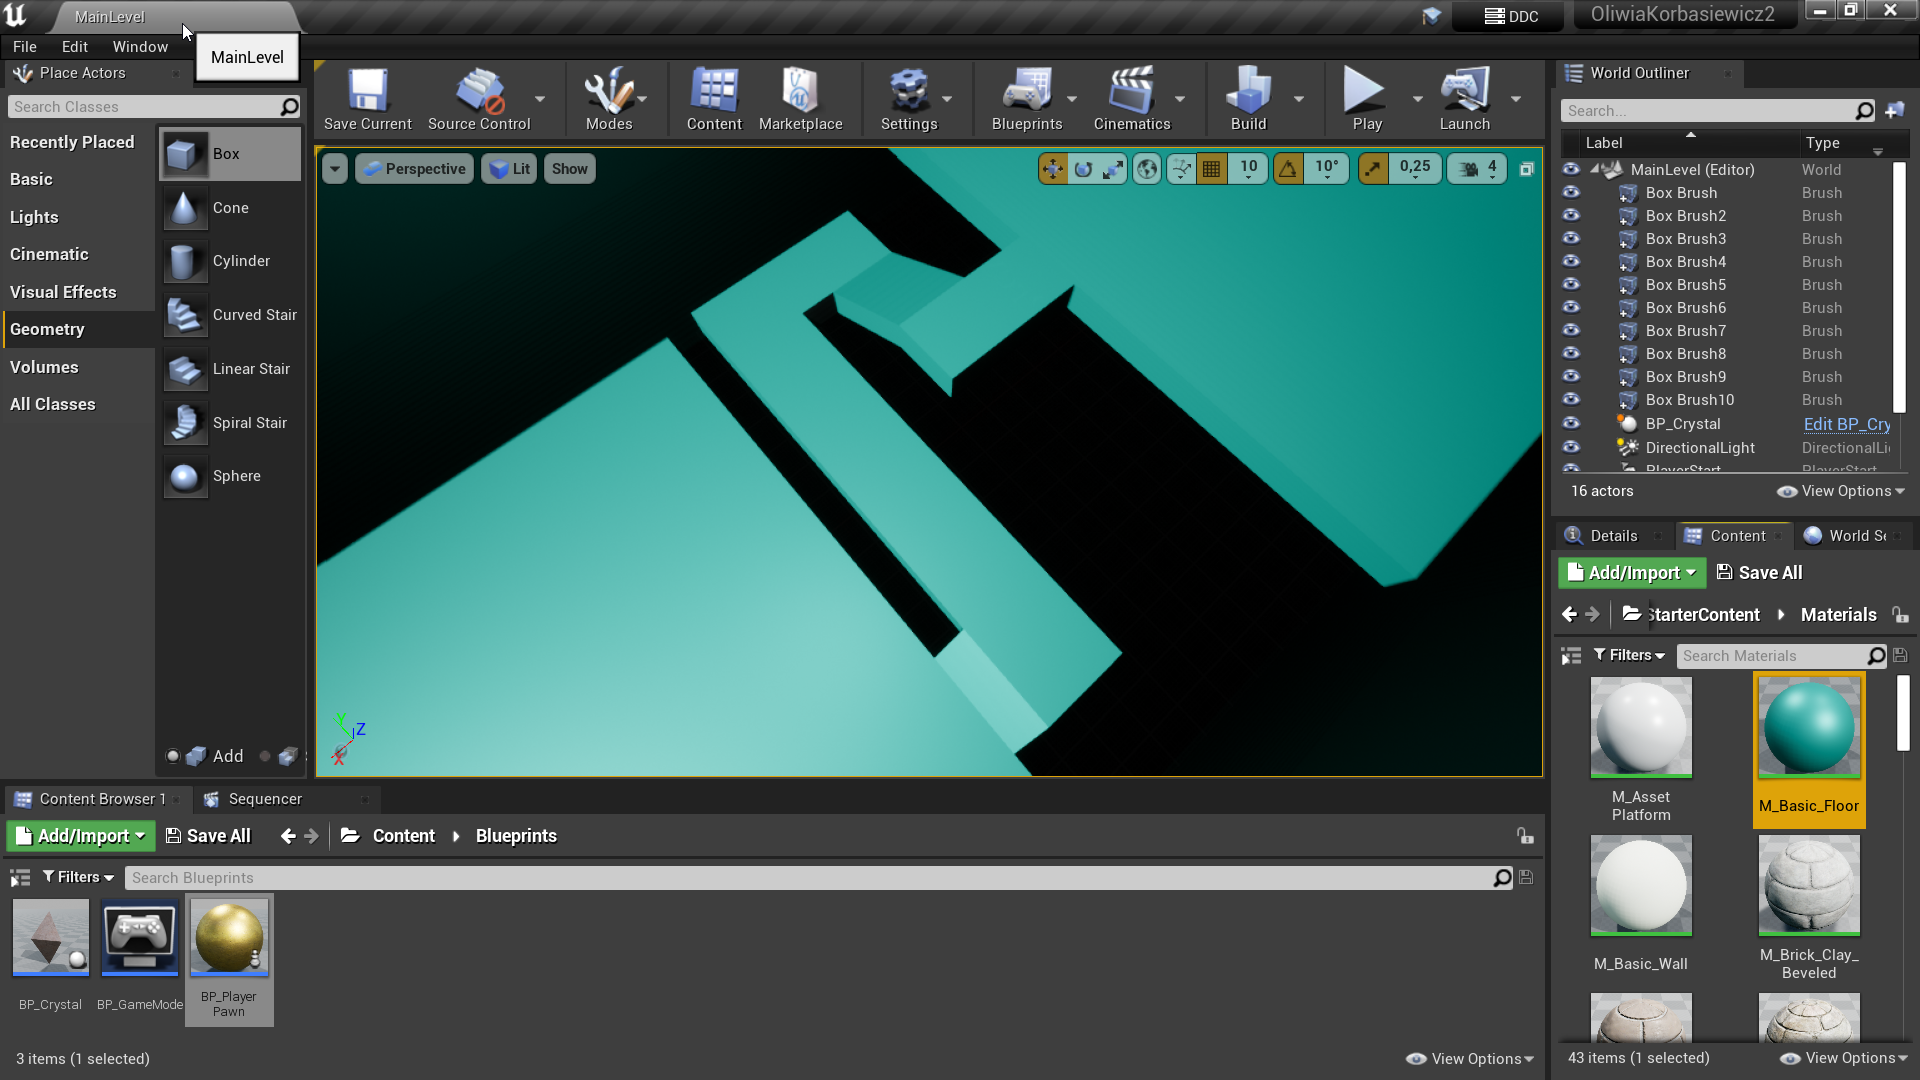 MainLevel
DDC
OliwiaKorbasiewicz2
File Edit Window
MainLevel
Place Actors
Search Classes
Recently Placed
Basic
Lights
Cinematic
Visual Effects
Geometry
Volumes
All Classes
Box
Cone
Cylinder
Curved Stair
Linear Stair
Spiral Stair
Sphere
Add
Save Current
Source Control
Modes
Content
Marketplace
Settings
Blueprints
Cinematics
Build
Play
Launch
Perspective
Lit
Show
10
10°
0,25
4
Y
Z
X
World Outliner
Search...
Label Type
MainLevel (Editor) World
Box Brush Brush
Box Brush2 Brush
Box Brush3 Brush
Box Brush4 Brush
Box Brush5 Brush
Box Brush6 Brush
Box Brush7 Brush
Box Brush8 Brush
Box Brush9 Brush
Box Brush10 Brush
BP_Crystal Edit BP_Cry
DirectionalLight DirectionalLi
PlayerStart PlayerStart
16 actors
View Options
Details
Content
World Se
Add/Import
Save All
StarterContent
Materials
Filters
Search Materials
M_Asset
Platform
M_Basic_Floor
M_Basic_Wall
M_Brick_Clay_
Beveled
43 items (1 selected)
View Options
Content Browser 1
Sequencer
Add/Import
Save All
Content
Blueprints
Filters
Search Blueprints
BP_Crystal
BP_GameMode
BP_Player
Pawn
3 items (1 selected)
View Options